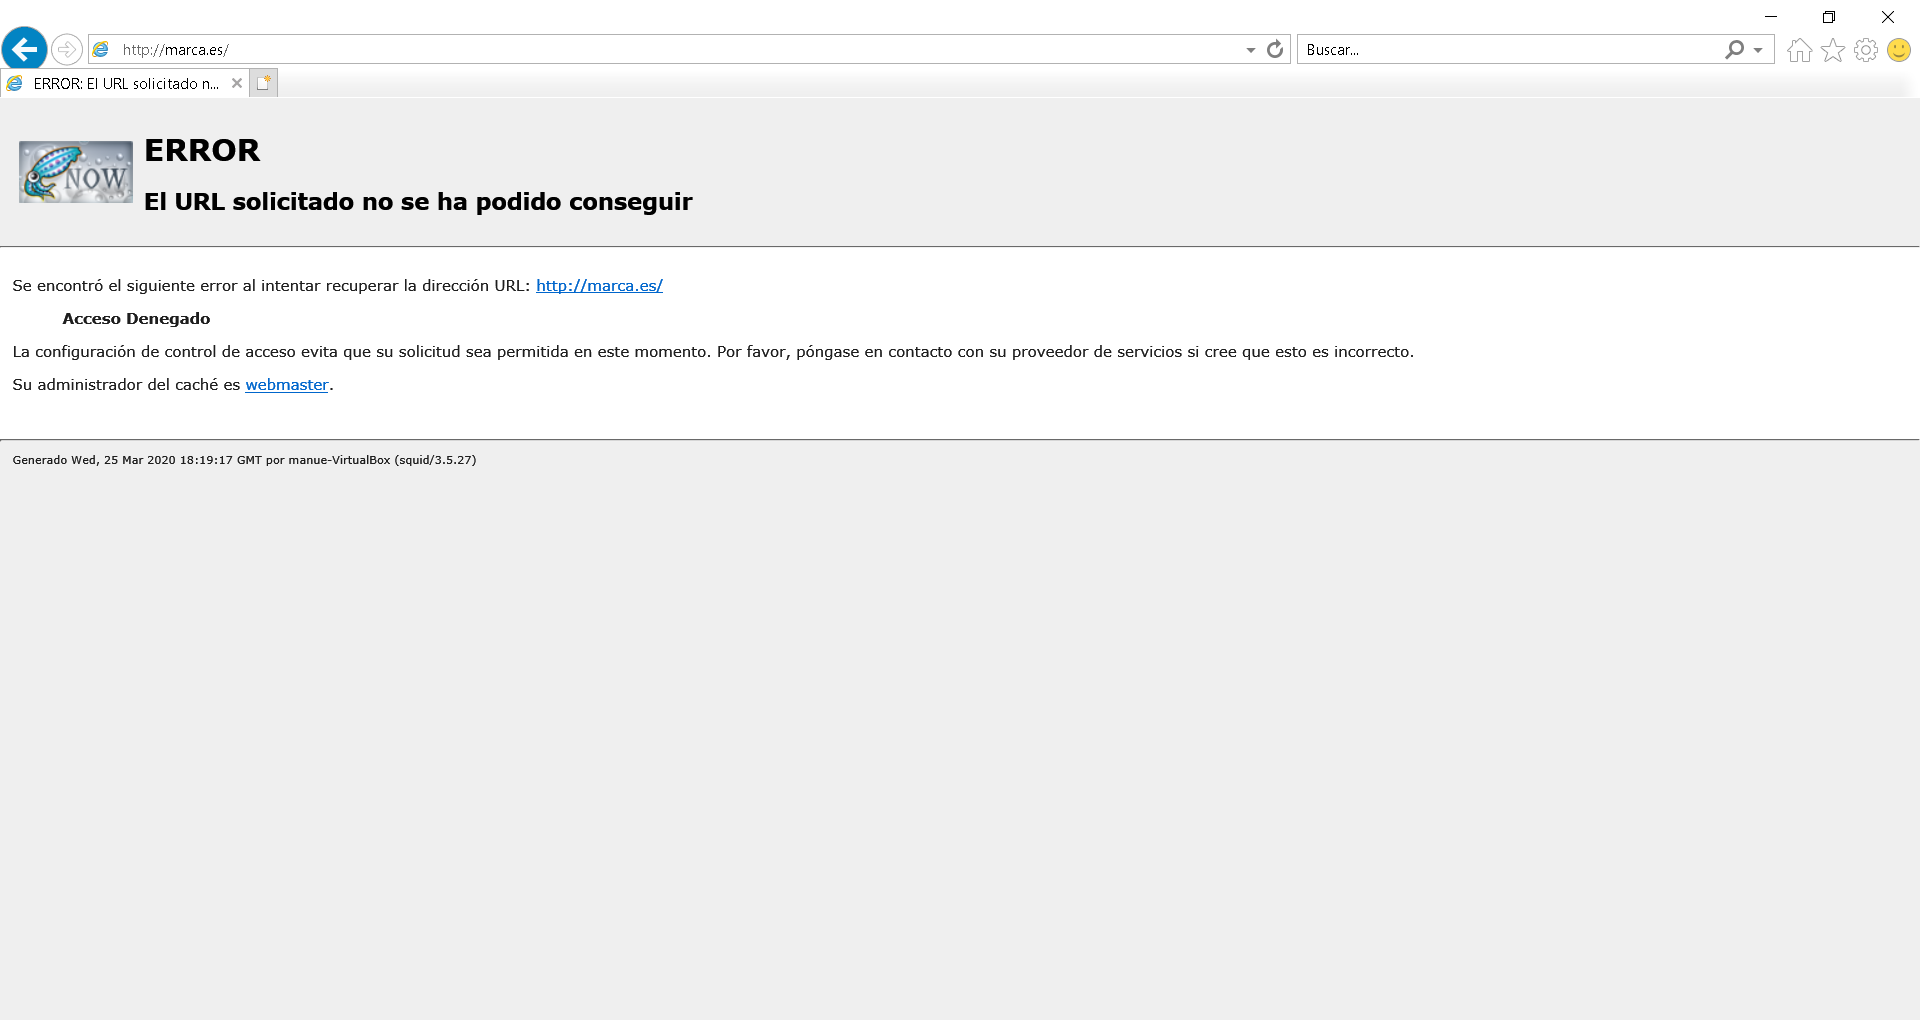 http://marca.es/
Buscar...
ERROR: El URL solicitado n...
NOW
ERROR
El URL solicitado no se ha podido conseguir
Se encontró el siguiente error al intentar recuperar la dirección URL: http://marca.es/
Acceso Denegado
La configuración de control de acceso evita que su solicitud sea permitida en este momento. Por favor, póngase en contacto con su proveedor de servicios si cree que esto es incorrecto.
Su administrador del caché es webmaster.
Generado Wed, 25 Mar 2020 18:19:17 GMT por manue-VirtualBox (squid/3.5.27)